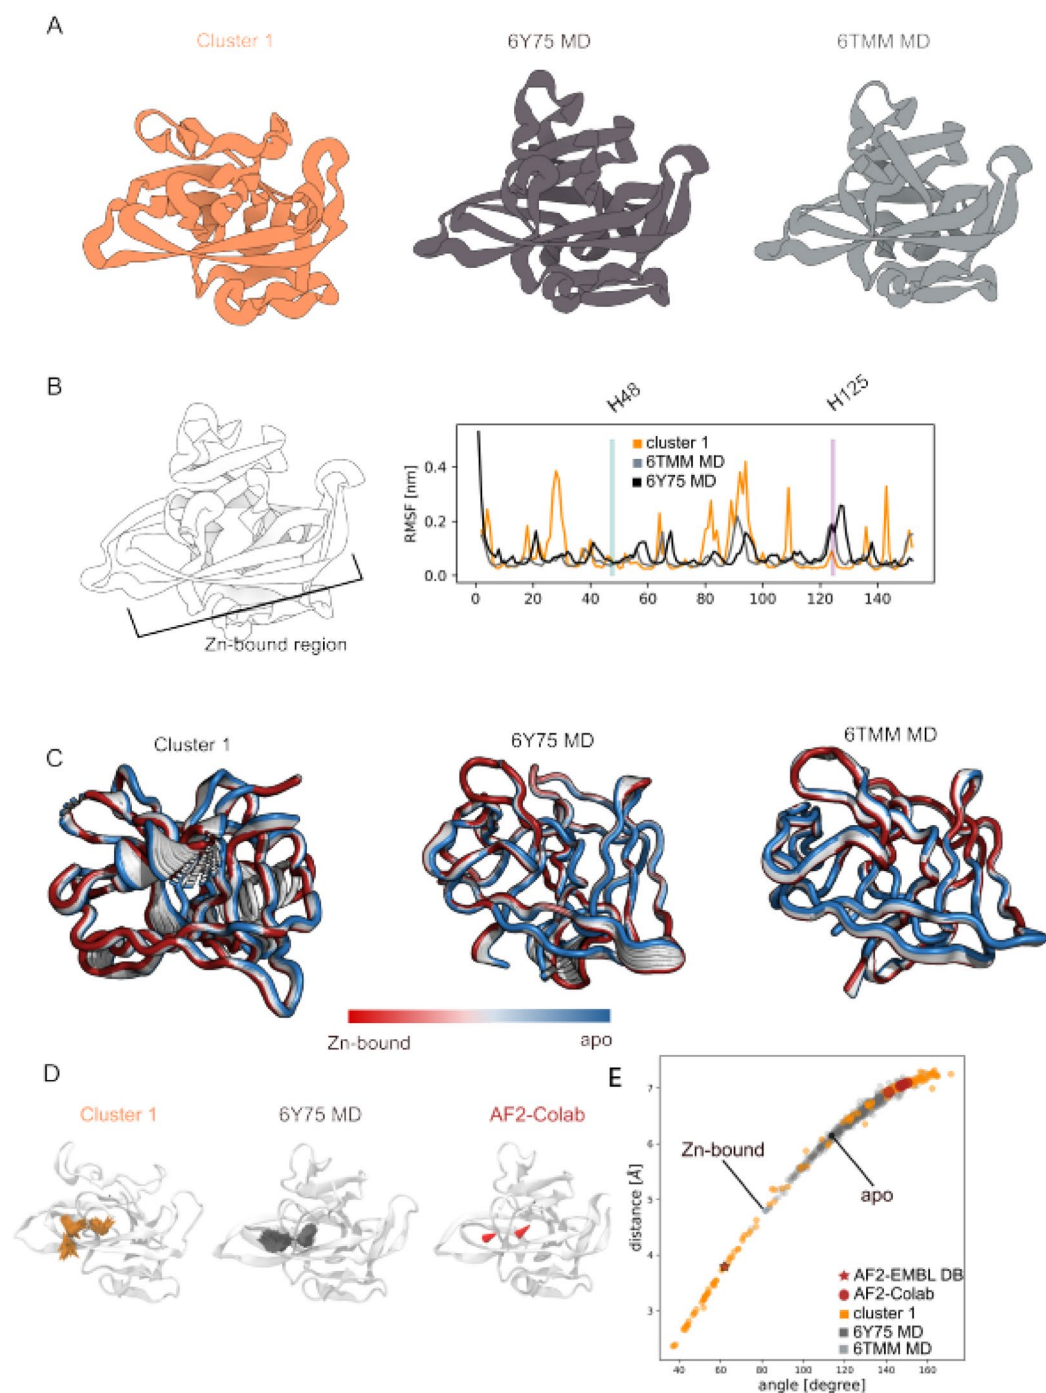 A
Cluster 1
6Y75 MD
6TMM MD
B
H48
H125
cluster 1
6TMM MD
6Y75 MD
RMSF [nm]
0.4
0.2
0.0
0 20 40 60 80 100 120 140
Zn-bound region
C
Cluster 1
6Y75 MD
6TMM MD
Zn-bound
apo
D
Cluster 1
6Y75 MD
AF2-Colab
E
distance [Å]
7
6
5
4
3
Zn-bound
apo
AF2-EMBL DB
AF2-Colab
cluster 1
6Y75 MD
6TMM MD
40 60 80 100 120 140 160
angle [degree]